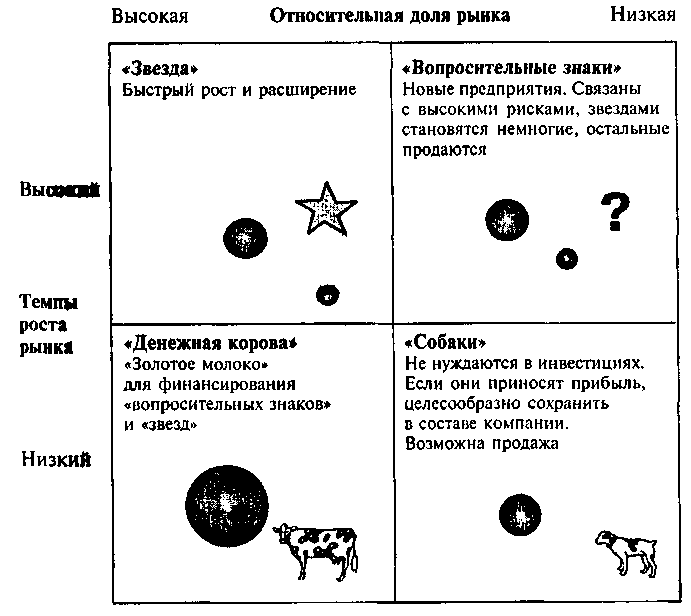 Высокая Относительная доля рынка Низкая
«Звезда»
Быстрый рост и расширение
«Вопросительные знаки»
Новые предприятия. Связаны
с высокими рисками, звездами
становятся немногие, остальные
продаются
Высокий
?
Темпы
роста
рынка
«Денежная корова»
«Золотое молоко»
для финансирования
«вопросительных знаков»
и «звезд»
«Собаки»
Не нуждаются в инвестициях.
Если они приносят прибыль,
целесообразно сохранить
в составе компании.
Возможна продажа
Низкий